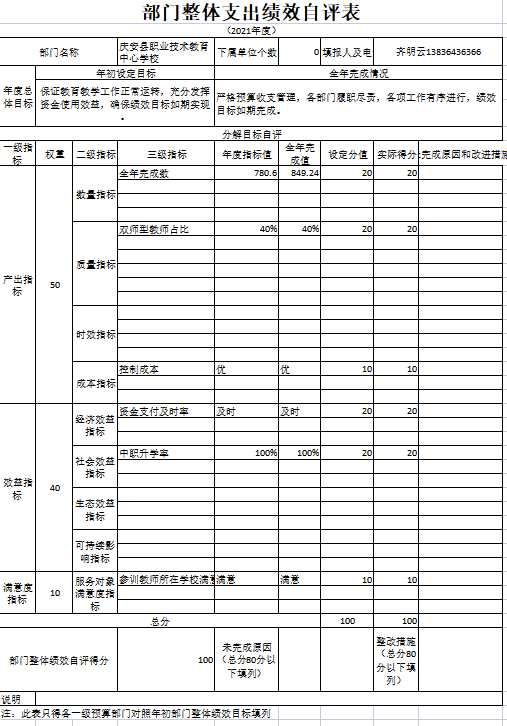 部门整体支出绩效自评表
（2021年度）
部门名称 庆安县职业技术教育中心学校 下属单位个数 0 填报人及电 齐明云13836436366
年度总体目标 年初设定目标 全年完成情况
保证教育教学工作正常运转，充分发挥资金使用效益，确保绩效目标如期实现。 严格预算收支管理，各部门履职尽责，各项工作有序进行，绩效目标如期完成。
分解目标自评
一级指标 权重 二级指标 三级指标 年度指标值 全年完成值 设定分值 实际得分 完成原因和改进措施
产出指标 50 数量指标 全年完成数 780.6 849.24 20 20
质量指标 双师型教师占比 40% 40% 20 20
时效指标
成本指标 控制成本 优 优 10 10
效益指标 40 经济效益指标 资金支付及时率 及时 及时 20 20
社会效益指标 中职升学率 100% 100% 20 20
生态效益指标
可持续影响指标
满意度指标 10 服务对象满意度指标 参训教师所在学校满意 满意 满意 10 10
总分 100 100
部门整体绩效自评得分 100 未完成原因（总分80分以下填列） 整改措施（总分80分以下填列）
说明
注：此表只得各一级预算部门对照年初部门整体绩效目标填列